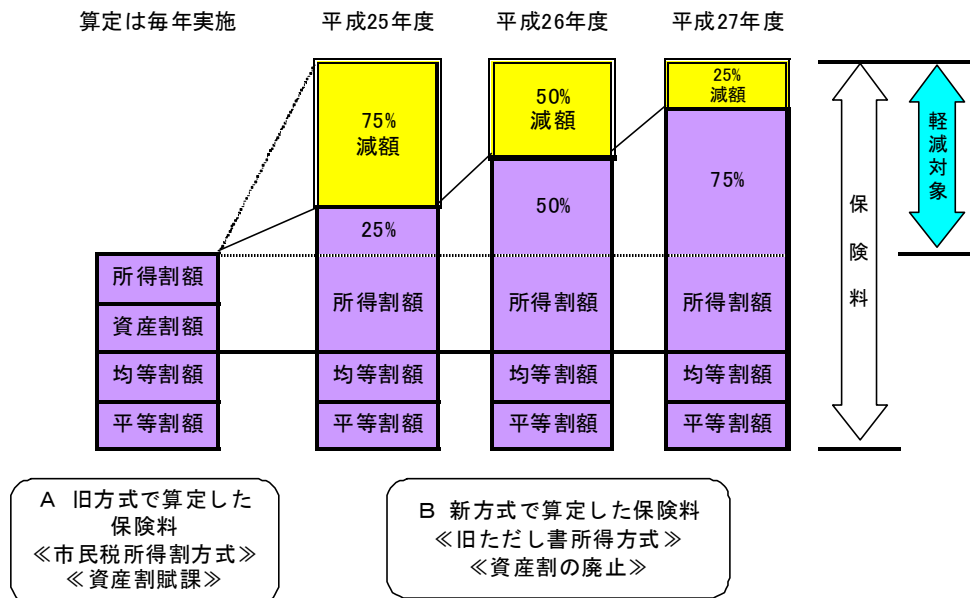 算定は毎年実施
平成25年度
平成26年度
平成27年度
75%
減額
50%
減額
25%
減額
25%
50%
75%
所得割額
資産割額
均等割額
平等割額
所得割額
均等割額
平等割額
所得割額
均等割額
平等割額
所得割額
均等割額
平等割額
保険料
軽減対象
A 旧方式で算定した
保険料
≪市民税所得割方式≫
≪資産割賦課≫
B 新方式で算定した保険料
≪旧ただし書所得方式≫
≪資産割の廃止≫